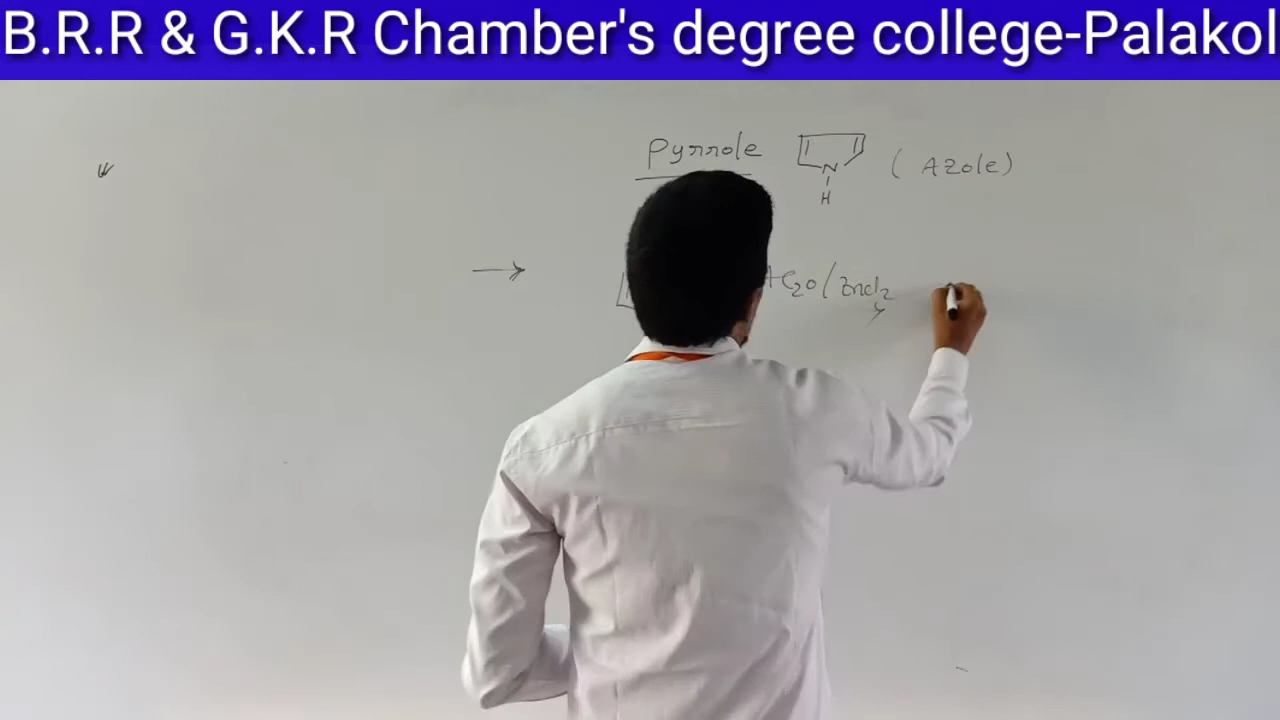 B.R.R & G.K.R Chamber's degree college-Palakol
Pyrrole
N
H
(Azole)
AC2O/ZnCl2